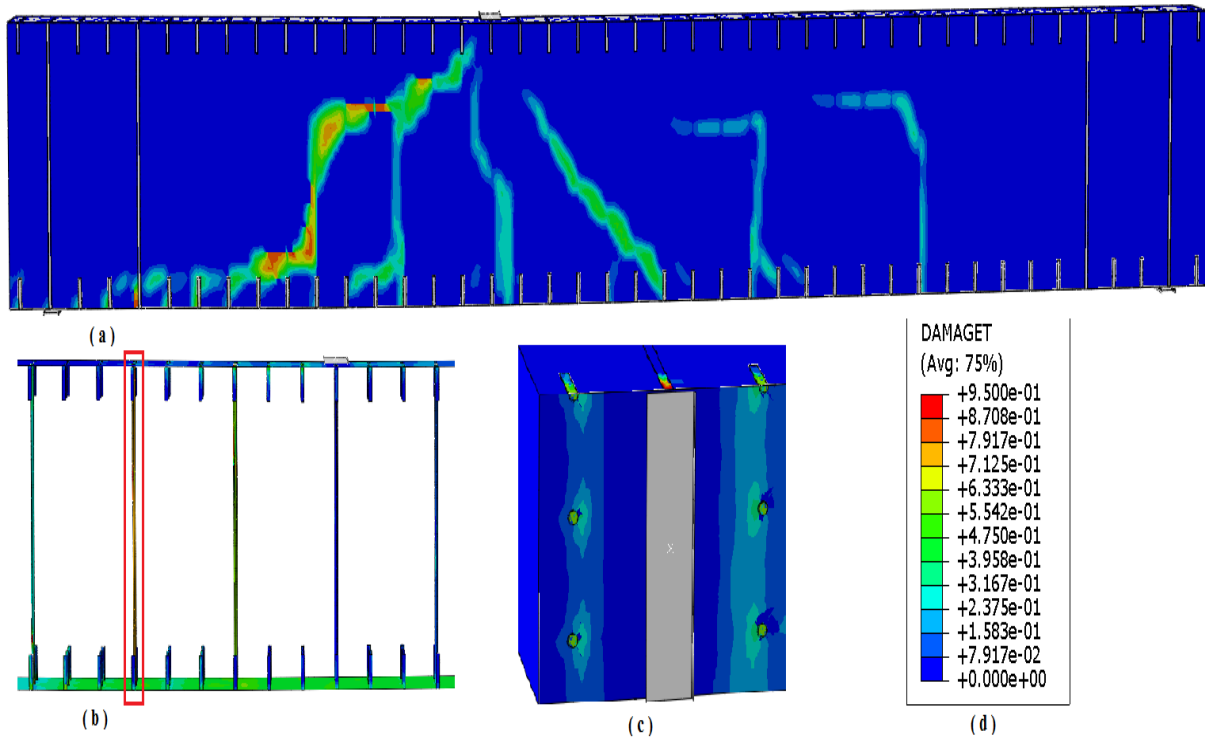 (a)
(b)
(c)
DAMAGET
(Avg: 75%)
+9.500e-01
+8.708e-01
+7.917e-01
+7.125e-01
+6.333e-01
+5.542e-01
+4.750e-01
+3.958e-01
+3.167e-01
+2.375e-01
+1.583e-01
+7.917e-02
+0.000e+00
(d)